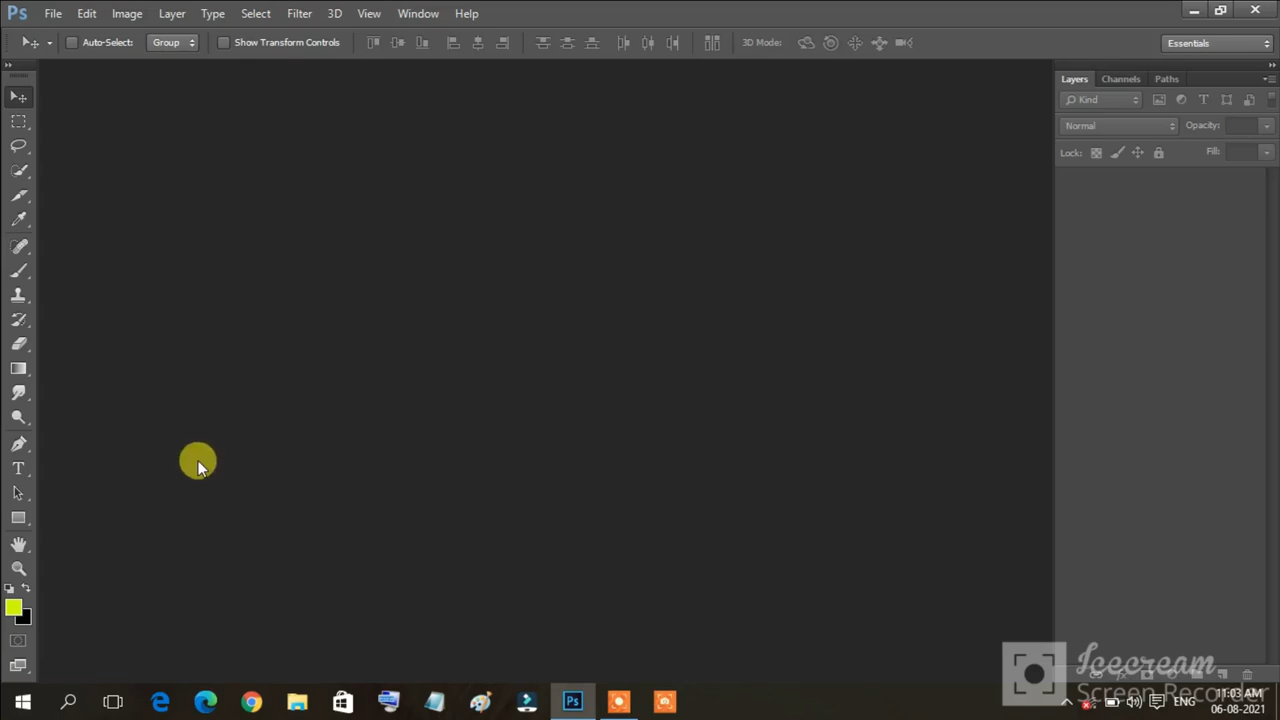 Ps File Edit Image Layer Type Select Filter 3D View Window Help
Auto-Select: Group Show Transform Controls 3D Mode: Essentials
Layers Channels Paths
Kind
Normal Opacity:
Lock: Fill:
T
Icecream
Screen Recorder
Ps ENG 11:03 AM
06-08-2021